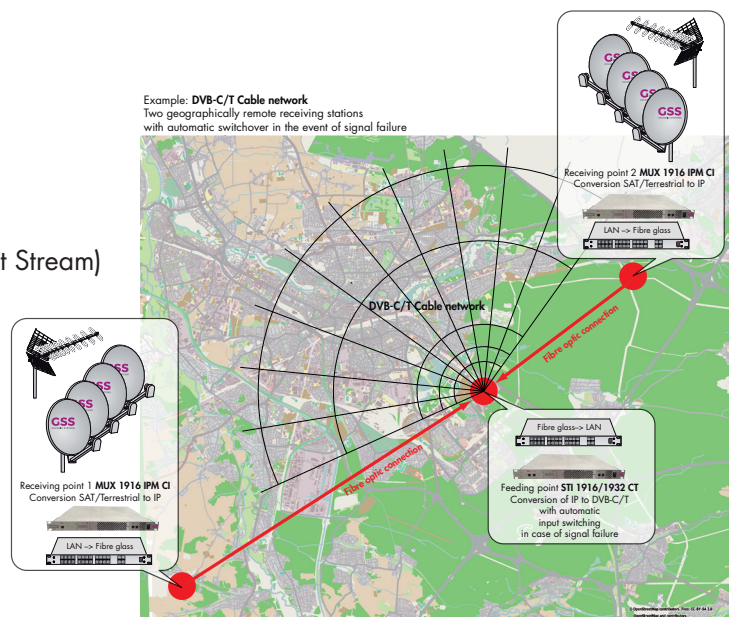 Example: DVB-C/T Cable network
Two geographically remote receiving stations
with automatic switchover in the event of signal failure
GSS
GSS
GSS
GSS
Receiving point 2 MUX 1916 IPM CI
Conversion SAT/Terrestrial to IP
LAN –> Fibre glass
t Stream)
DVB-C/T Cable network
Fibre optic connection
GSS
GSS
GSS
GSS
Receiving point 1 MUX 1916 IPM CI
Conversion SAT/Terrestrial to IP
LAN –> Fibre glass
Fibre optic connection
Fibre glass–> LAN
Feeding point STI 1916/1932 CT
Conversion of IP to DVB-C/T
with automatic
input switching
in case of signal failure